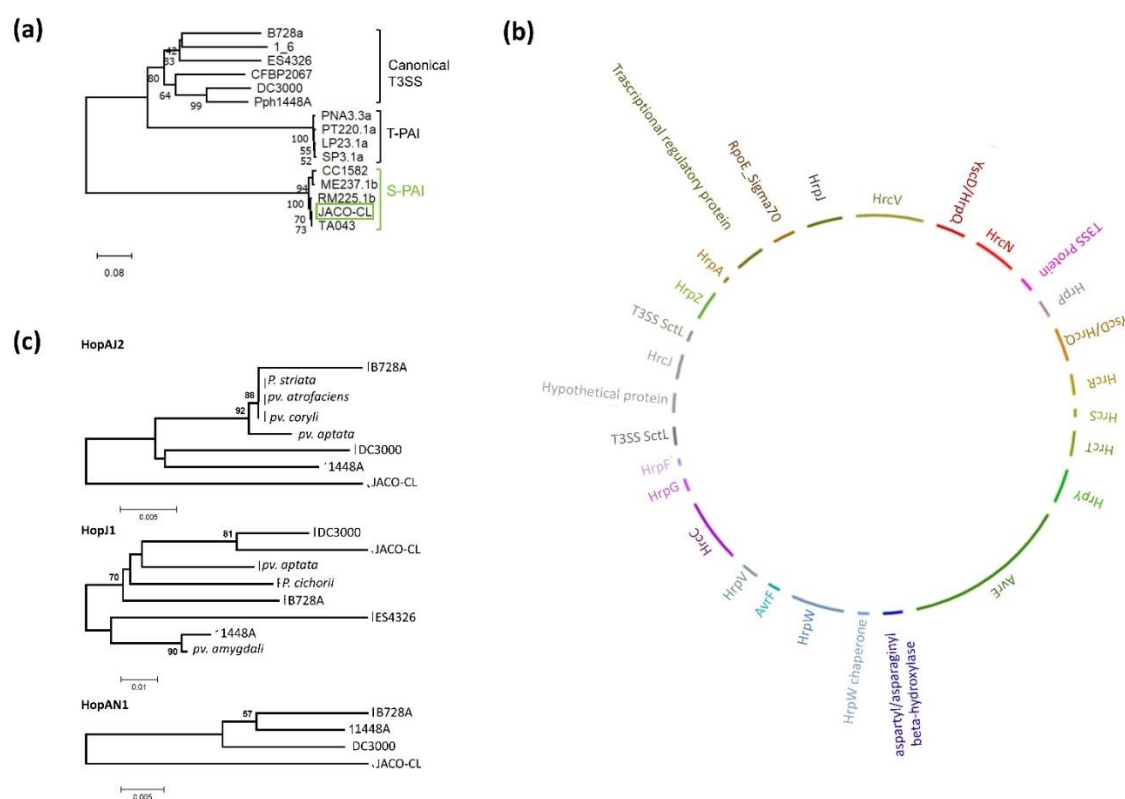 (a)
B728a
1_6
ES4326
CFBP2067
DC3000
Pph1448A
42
83
80
64
99
Canonical
T3SS
PNA3.3a
PT220.1a
LP23.1a
SP3.1a
100
55
52
T-PAI
CC1582
ME237.1b
RM225.1b
JACO-CL
TA043
94
100
70
73
S-PAI
0.08
(b)
Trascriptional regulatory protein
RpoE_Sigma70
HrpJ
HrcV
YscD/HrpQ
HrcN
T3SS Protein
HrpP
YscD/HrcQ
HrcR
HrcS
HrcT
HrpY
AvrE
aspartyl/asparaginyl
beta-hydroxylase
HrpW chaperone
HrpW
AvrF
HrpV
HrcC
HrpG
HrpF
T3SS SctL
Hypothetical protein
HrcJ
T3SS SctL
HrpZ
HrpA
(c)
HopAJ2
B728A
P. striata
pv. atrofaciens
pv. coryli
pv. aptata
DC3000
1448A
JACO-CL
88
92
0.005
HopJ1
DC3000
JACO-CL
pv. aptata
P. cichorii
B728A
ES4326
1448A
pv. amygdali
81
70
90
0.01
HopAN1
B728A
11448A
DC3000
JACO-CL
57
0.005